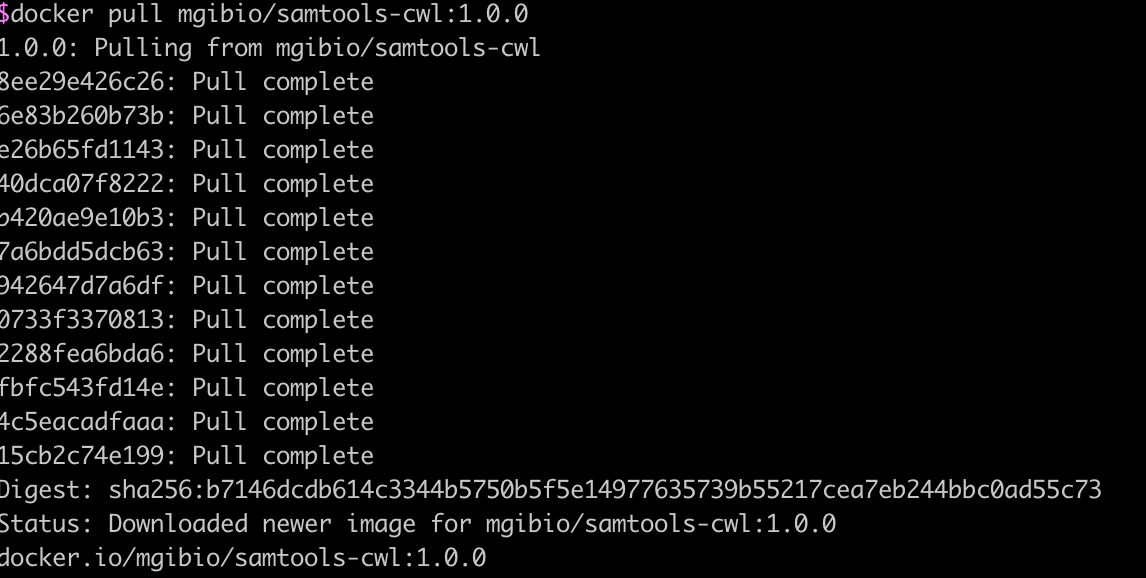 $docker pull mgibio/samtools-cwl:1.0.0
1.0.0: Pulling from mgibio/samtools-cwl
8ee29e426c26: Pull complete
6e83b260b73b: Pull complete
e26b65fd1143: Pull complete
40dca07f8222: Pull complete
b420ae9e10b3: Pull complete
7a6bdd5dcb63: Pull complete
942647d7a6df: Pull complete
0733f3370813: Pull complete
2288fea6bda6: Pull complete
fbfc543fd14e: Pull complete
4c5eacadfaaa: Pull complete
15cb2c74e199: Pull complete
Digest: sha256:b7146dcdb614c3344b5750b5f5e14977635739b55217cea7eb244bbc0ad55c73
Status: Downloaded newer image for mgibio/samtools-cwl:1.0.0
docker.io/mgibio/samtools-cwl:1.0.0